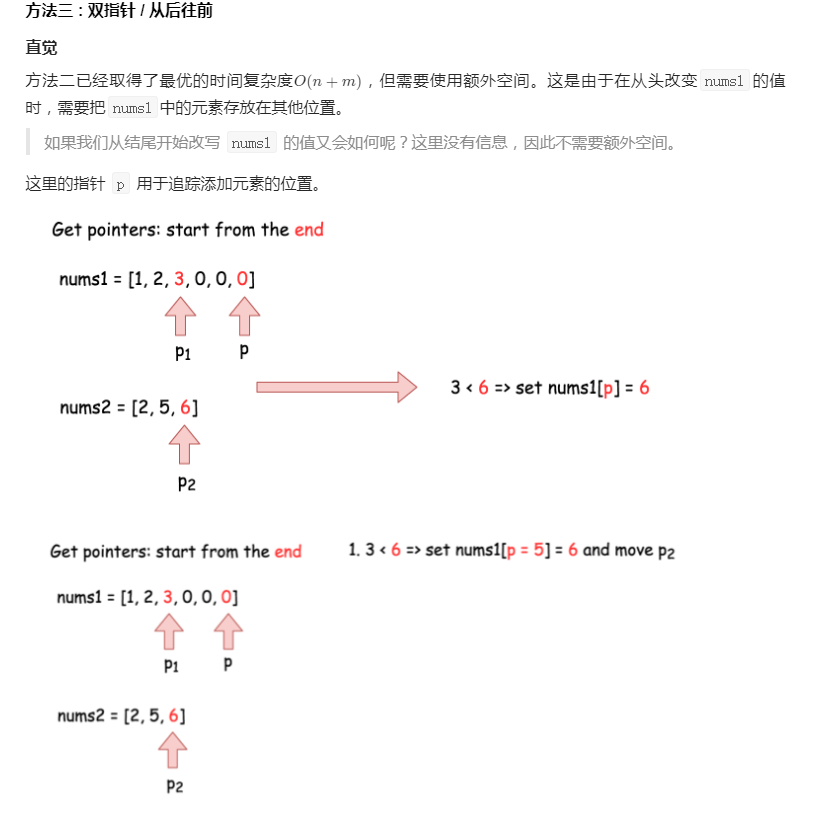 方法三 : 双指针 / 从后往前
直觉
方法二已经取得了最优的时间复杂度O(n + m)，但需要使用额外空间。这是由于在从头改变 nums1 的值
时，需要把 nums1 中的元素存放在其他位置。
如果我们从结尾开始改写 nums1 的值又会如何呢？这里没有信息，因此不需要额外空间。
这里的指针 p 用于追踪添加元素的位置。
Get pointers: start from the end
nums1 = [1, 2, 3, 0, 0, 0]
p1 p
3 < 6 => set nums1[p] = 6
nums2 = [2, 5, 6]
p2
Get pointers: start from the end 1. 3 < 6 => set nums1[p = 5] = 6 and move p2
nums1 = [1, 2, 3, 0, 0, 0]
p1 p
nums2 = [2, 5, 6]
p2